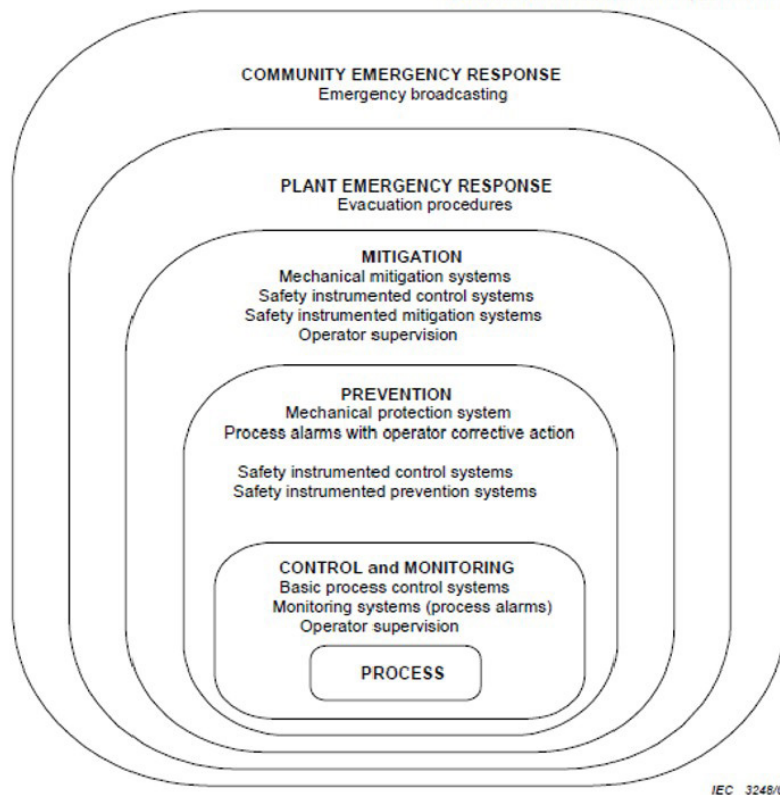 COMMUNITY EMERGENCY RESPONSE
Emergency broadcasting
PLANT EMERGENCY RESPONSE
Evacuation procedures
MITIGATION
Mechanical mitigation systems
Safety instrumented control systems
Safety instrumented mitigation systems
Operator supervision
PREVENTION
Mechanical protection system
Process alarms with operator corrective action
Safety instrumented control systems
Safety instrumented prevention systems
CONTROL and MONITORING
Basic process control systems
Monitoring systems (process alarms)
Operator supervision
PROCESS
IEC